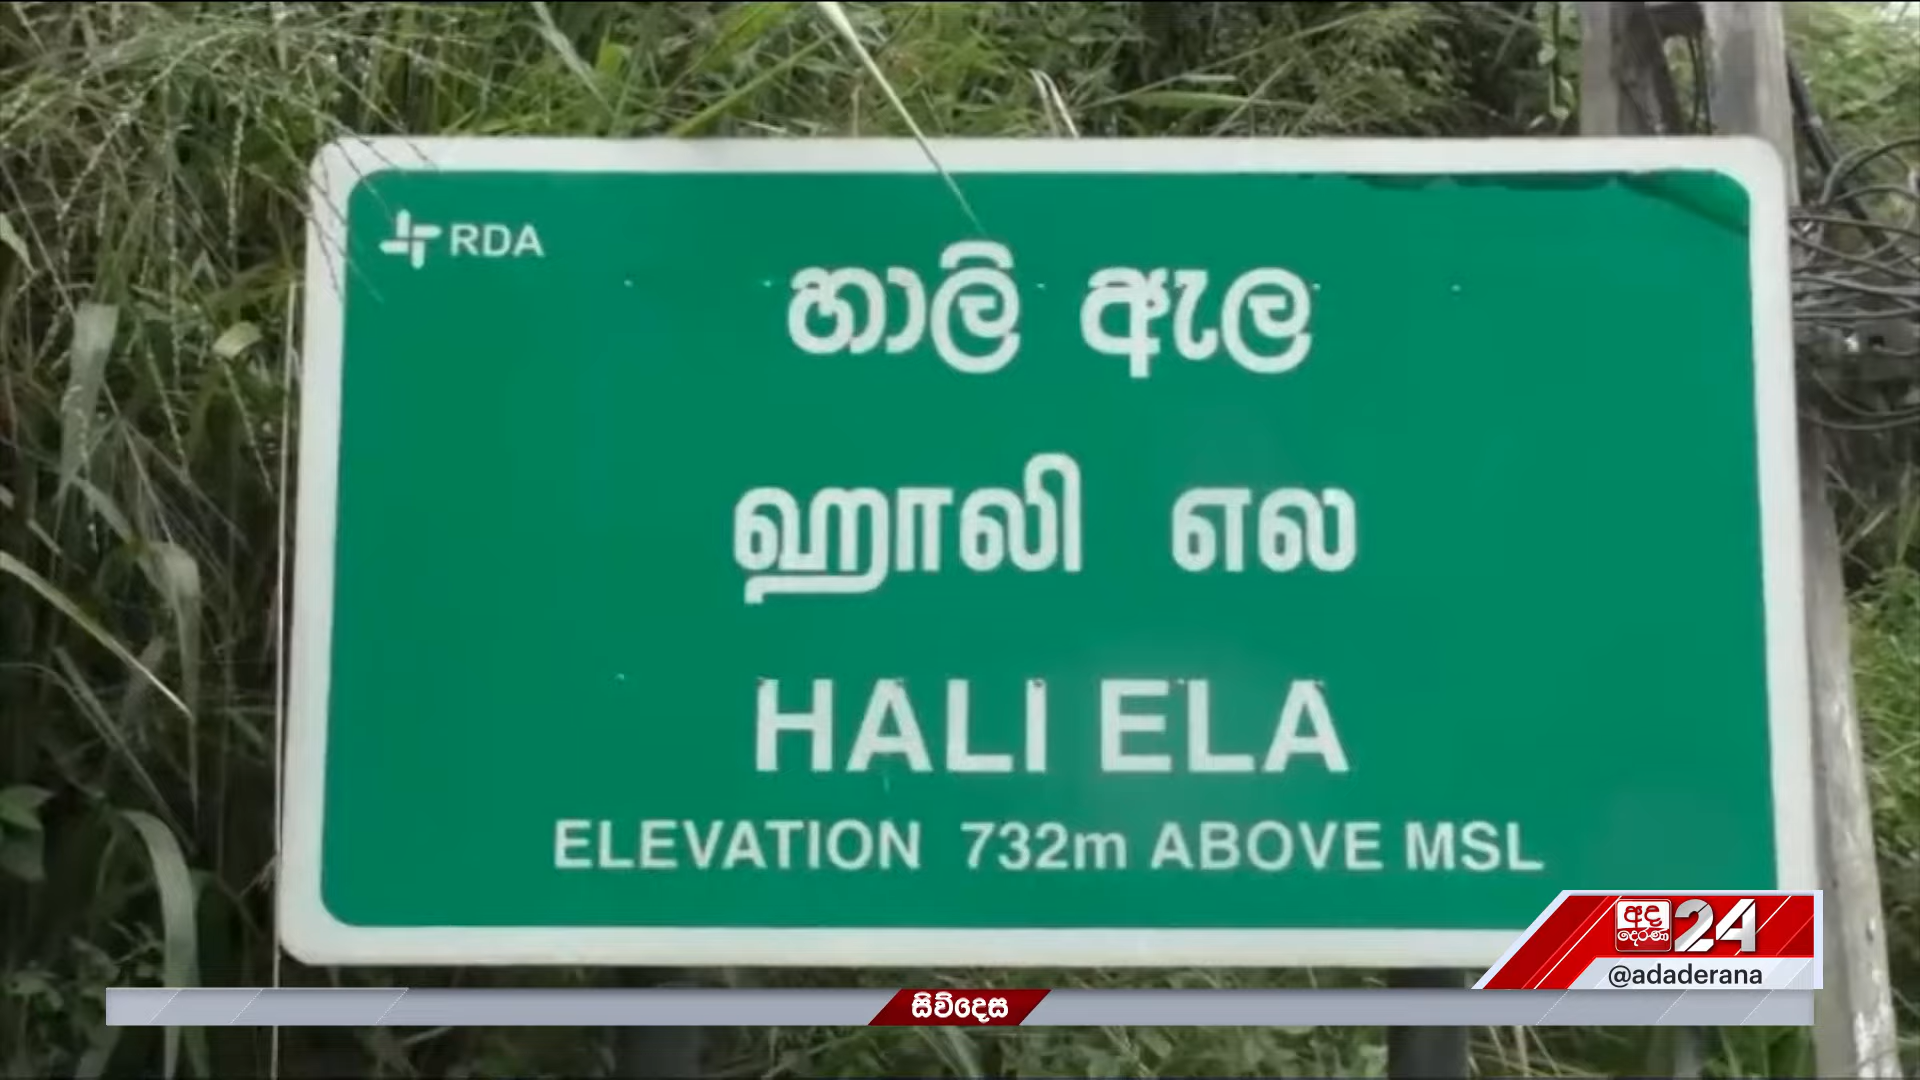 RDA
හාලි ඇල
ஹாலி எல
HALI ELA
ELEVATION 732m ABOVE MSL
අද දෙරණ 24
@adaderana
සිව්දෙස